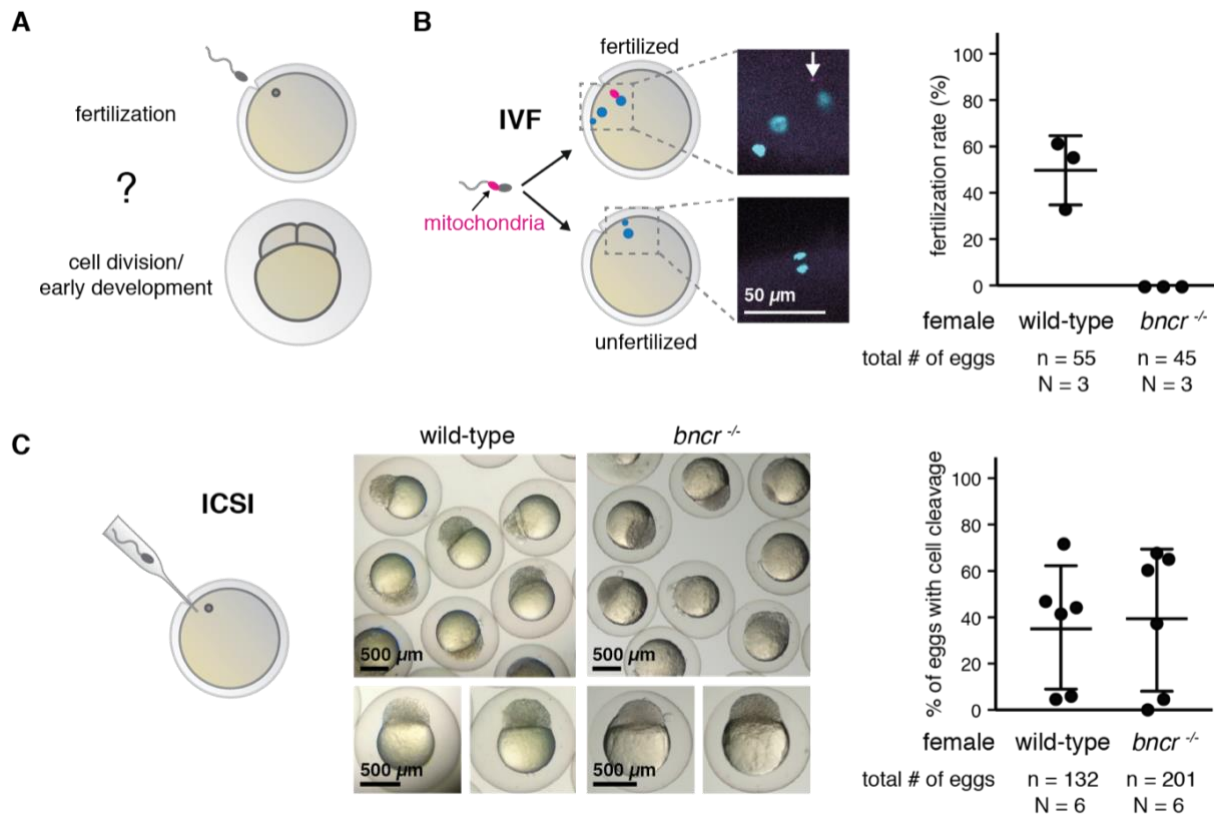 A
fertilization
?
cell division/
early development
B
IVF
mitochondria
fertilized
unfertilized
50 µm
fertilization rate (%)
100
80
60
40
20
0
female wild-type bncr -/-
total # of eggs n = 55 n = 45
N = 3 N = 3
C
ICSI
wild-type bncr -/-
500 µm 500 µm
500 µm 500 µm
% of eggs with cell cleavage
100
80
60
40
20
0
female wild-type bncr -/-
total # of eggs n = 132 n = 201
N = 6 N = 6